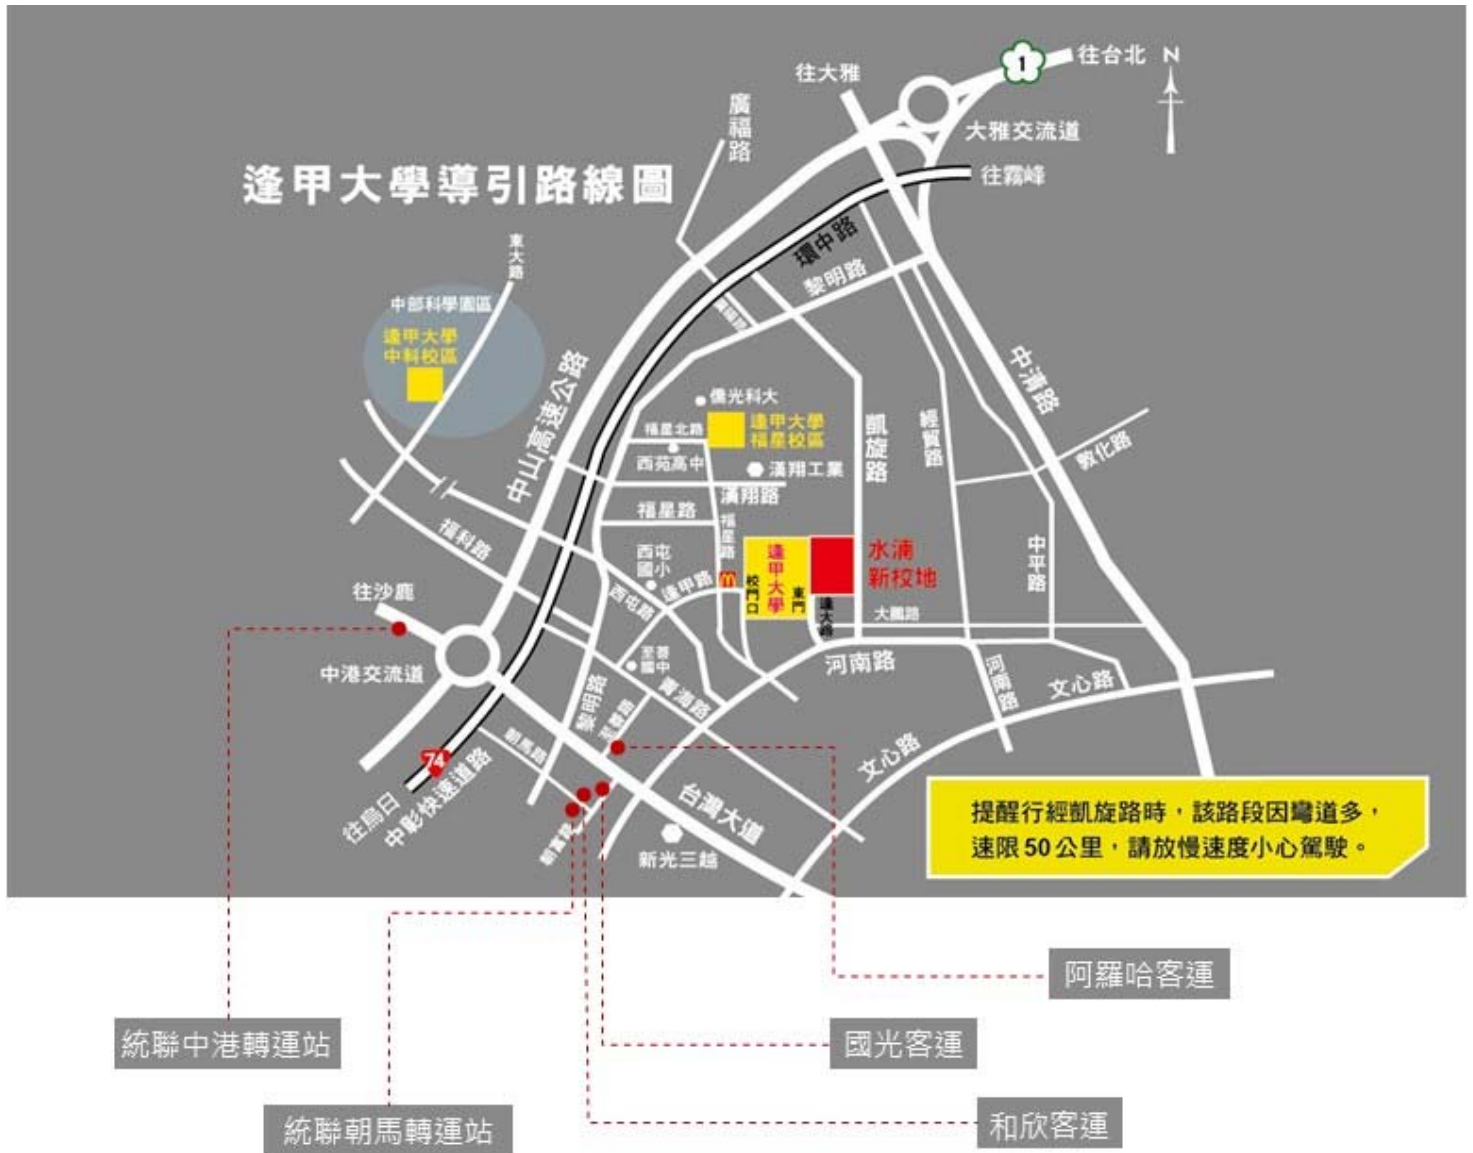 1
往台北
N
往大雅
廣福路
大雅交流道
往霧峰
逢甲大學導引路線圖
東大路
環中路
黎明路
中部科學園區
逢甲大學
中科校區
廣福路
中山高速公路
中清路
僑光科大
逢甲大學
福星校區
福星北路
西苑高中
漢翔工業
漢翔路
凱旋路
經貿路
敦化路
福科路
福星路
福星路
西屯
國小
西屯路
逢甲路
校門口
逢甲大學
東門
水湳
新校地
中平路
逢大路
大鵬路
往沙鹿
中港交流道
至善
國中
河南路
河南路
文心路
黎明路
至善路
青海路
朝馬路
74
往烏日
中彰快速道路
台灣大道
文心路
朝富路
新光三越
提醒行經凱旋路時,該路段因彎道多,
速限50公里,請放慢速度小心駕駛。
阿羅哈客運
統聯中港轉運站
國光客運
統聯朝馬轉運站
和欣客運